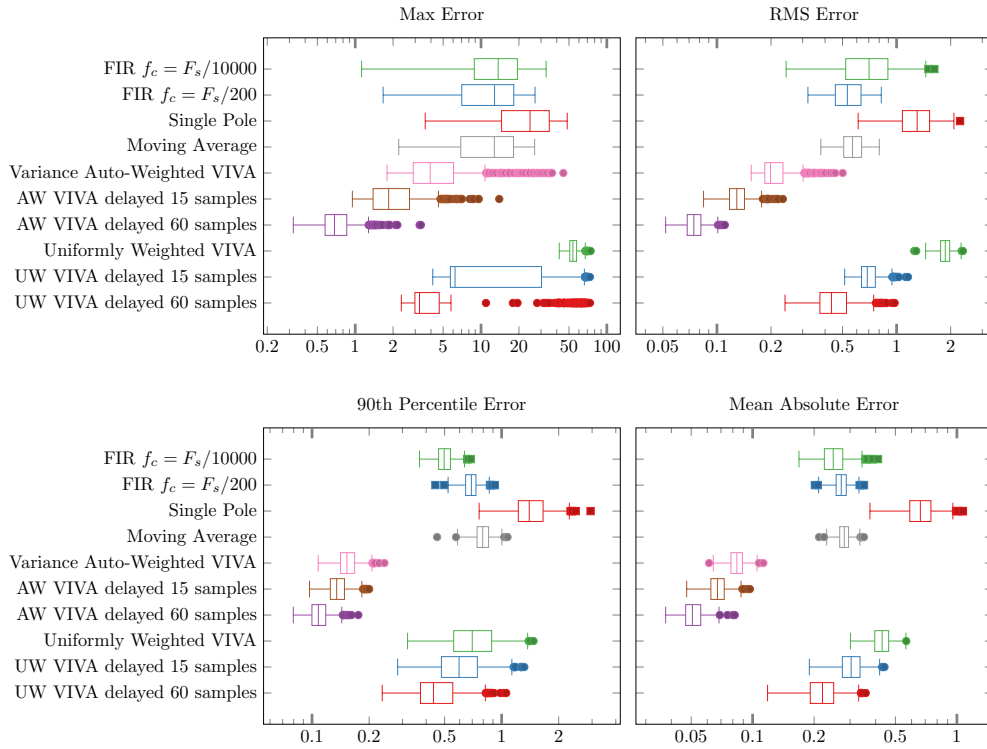 Max Error
RMS Error
FIR $f_c = F_s/10000$
FIR $f_c = F_s/200$
Single Pole
Moving Average
Variance Auto-Weighted VIVA
AW VIVA delayed 15 samples
AW VIVA delayed 60 samples
Uniformly Weighted VIVA
UW VIVA delayed 15 samples
UW VIVA delayed 60 samples
0.2 0.5 1 2 5 10 20 50 100
0.05 0.1 0.2 0.5 1 2
90th Percentile Error
Mean Absolute Error
FIR $f_c = F_s/10000$
FIR $f_c = F_s/200$
Single Pole
Moving Average
Variance Auto-Weighted VIVA
AW VIVA delayed 15 samples
AW VIVA delayed 60 samples
Uniformly Weighted VIVA
UW VIVA delayed 15 samples
UW VIVA delayed 60 samples
0.1 0.2 0.5 1 2
0.05 0.1 0.2 0.5 1